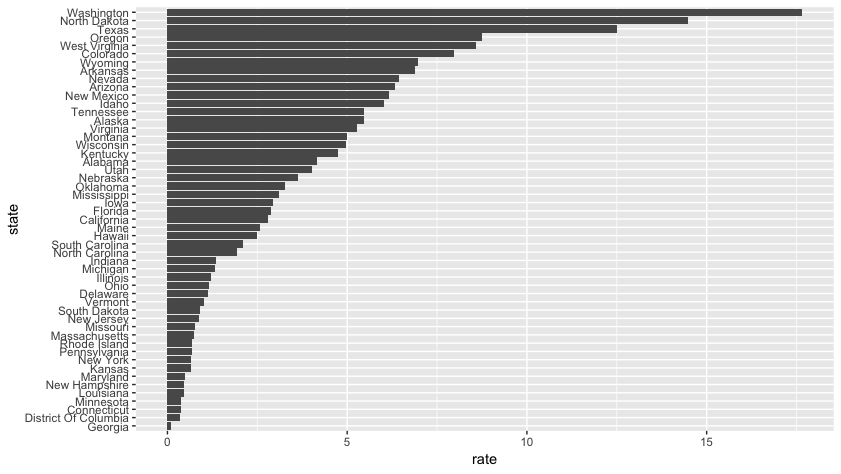 Washington
North Dakota
Texas
Oregon
West Virginia
Colorado
Wyoming
Arkansas
Nevada
Arizona
New Mexico
Idaho
Tennessee
Alaska
Virginia
Montana
Wisconsin
Kentucky
Alabama
Utah
Nebraska
Oklahoma
Mississippi
Iowa
Florida
California
Maine
Hawaii
South Carolina
North Carolina
Indiana
Michigan
Illinois
Ohio
Delaware
Vermont
South Dakota
New Jersey
Missouri
Massachusetts
Rhode Island
Pennsylvania
New York
Kansas
Maryland
New Hampshire
Louisiana
Minnesota
Connecticut
District Of Columbia
Georgia
state
0 5 10 15
rate